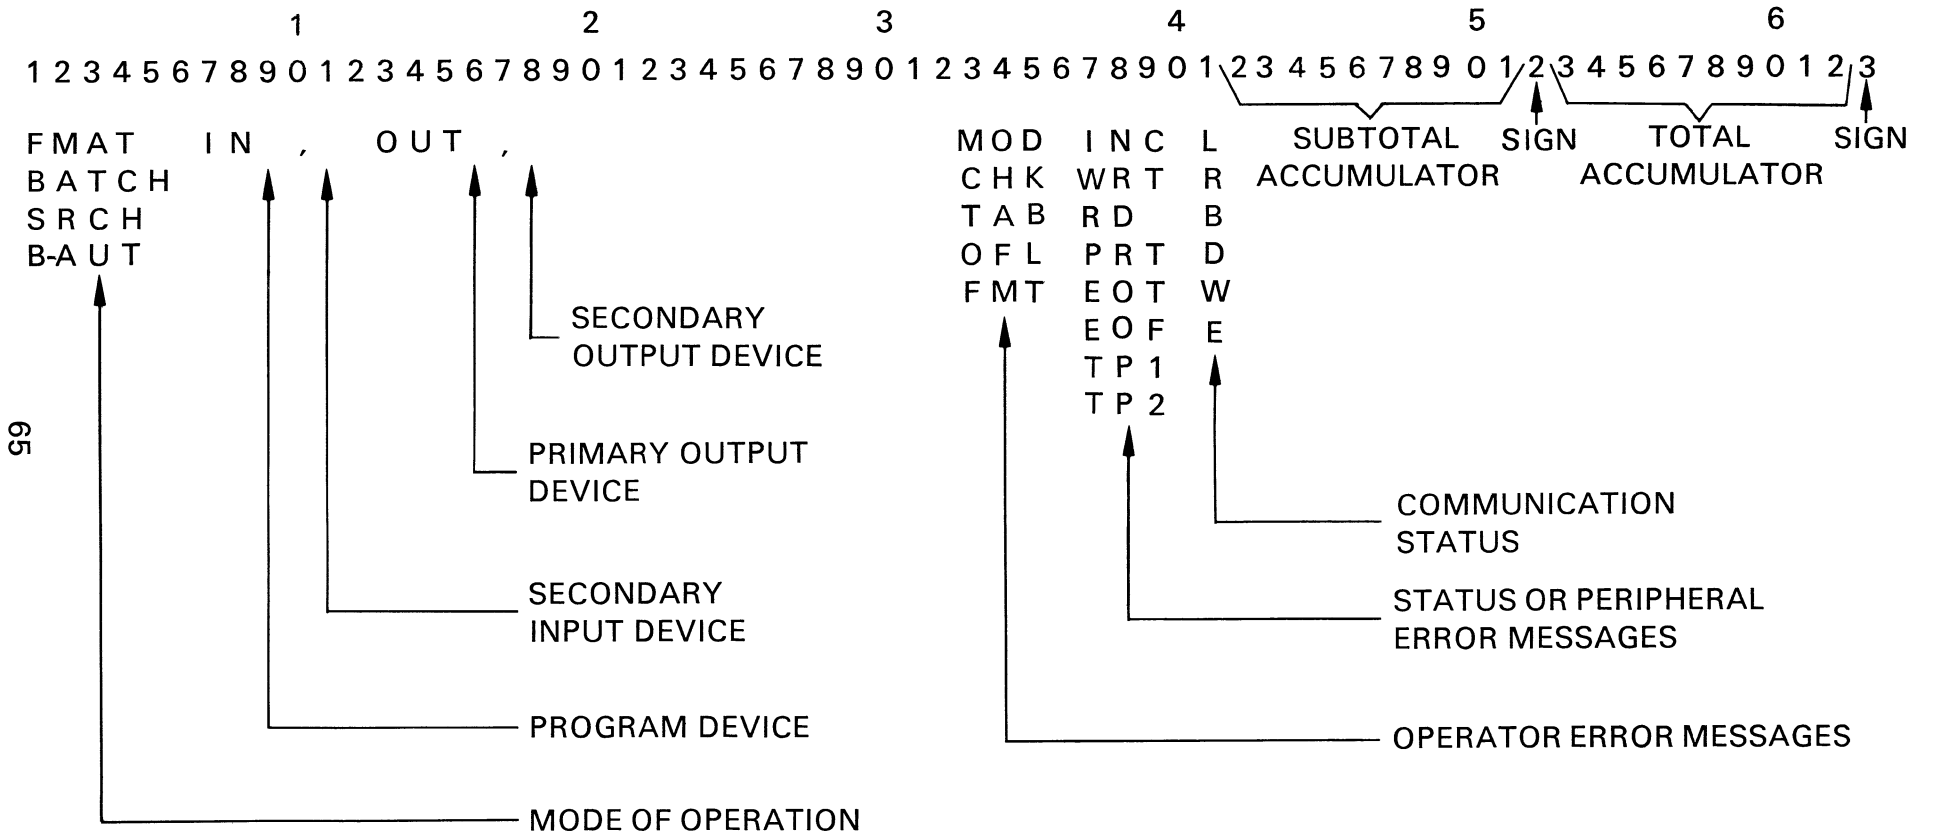 1 2 3 4 5 6
1 2 3 4 5 6 7 8 9 0 1 2 3 4 5 6 7 8 9 0 1 2 3 4 5 6 7 8 9 0 1 2 3 4 5 6 7 8 9 0 1 2 3 4 5 6 7 8 9 0 1 2 3 4 5 6 7 8 9 0 1 2 3
FMAT IN , OUT ,
BATCH
SRCH
B-AUT
MOD
CHK
TAB
OFL
FMT
INC
WRT
RD
PRT
EOT
EOF
TP1
TP2
L
R
B
D
W
E
SUBTOTAL
ACCUMULATOR
SIGN
TOTAL
ACCUMULATOR
SIGN
SECONDARY
OUTPUT DEVICE
PRIMARY OUTPUT
DEVICE
SECONDARY
INPUT DEVICE
PROGRAM DEVICE
MODE OF OPERATION
COMMUNICATION
STATUS
STATUS OR PERIPHERAL
ERROR MESSAGES
OPERATOR ERROR MESSAGES
65